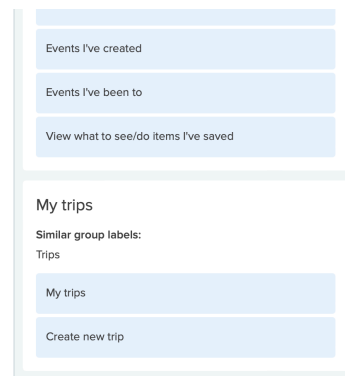 Events I've created
Events I've been to
View what to see/do items I've saved
My trips
Similar group labels:
Trips
My trips
Create new trip